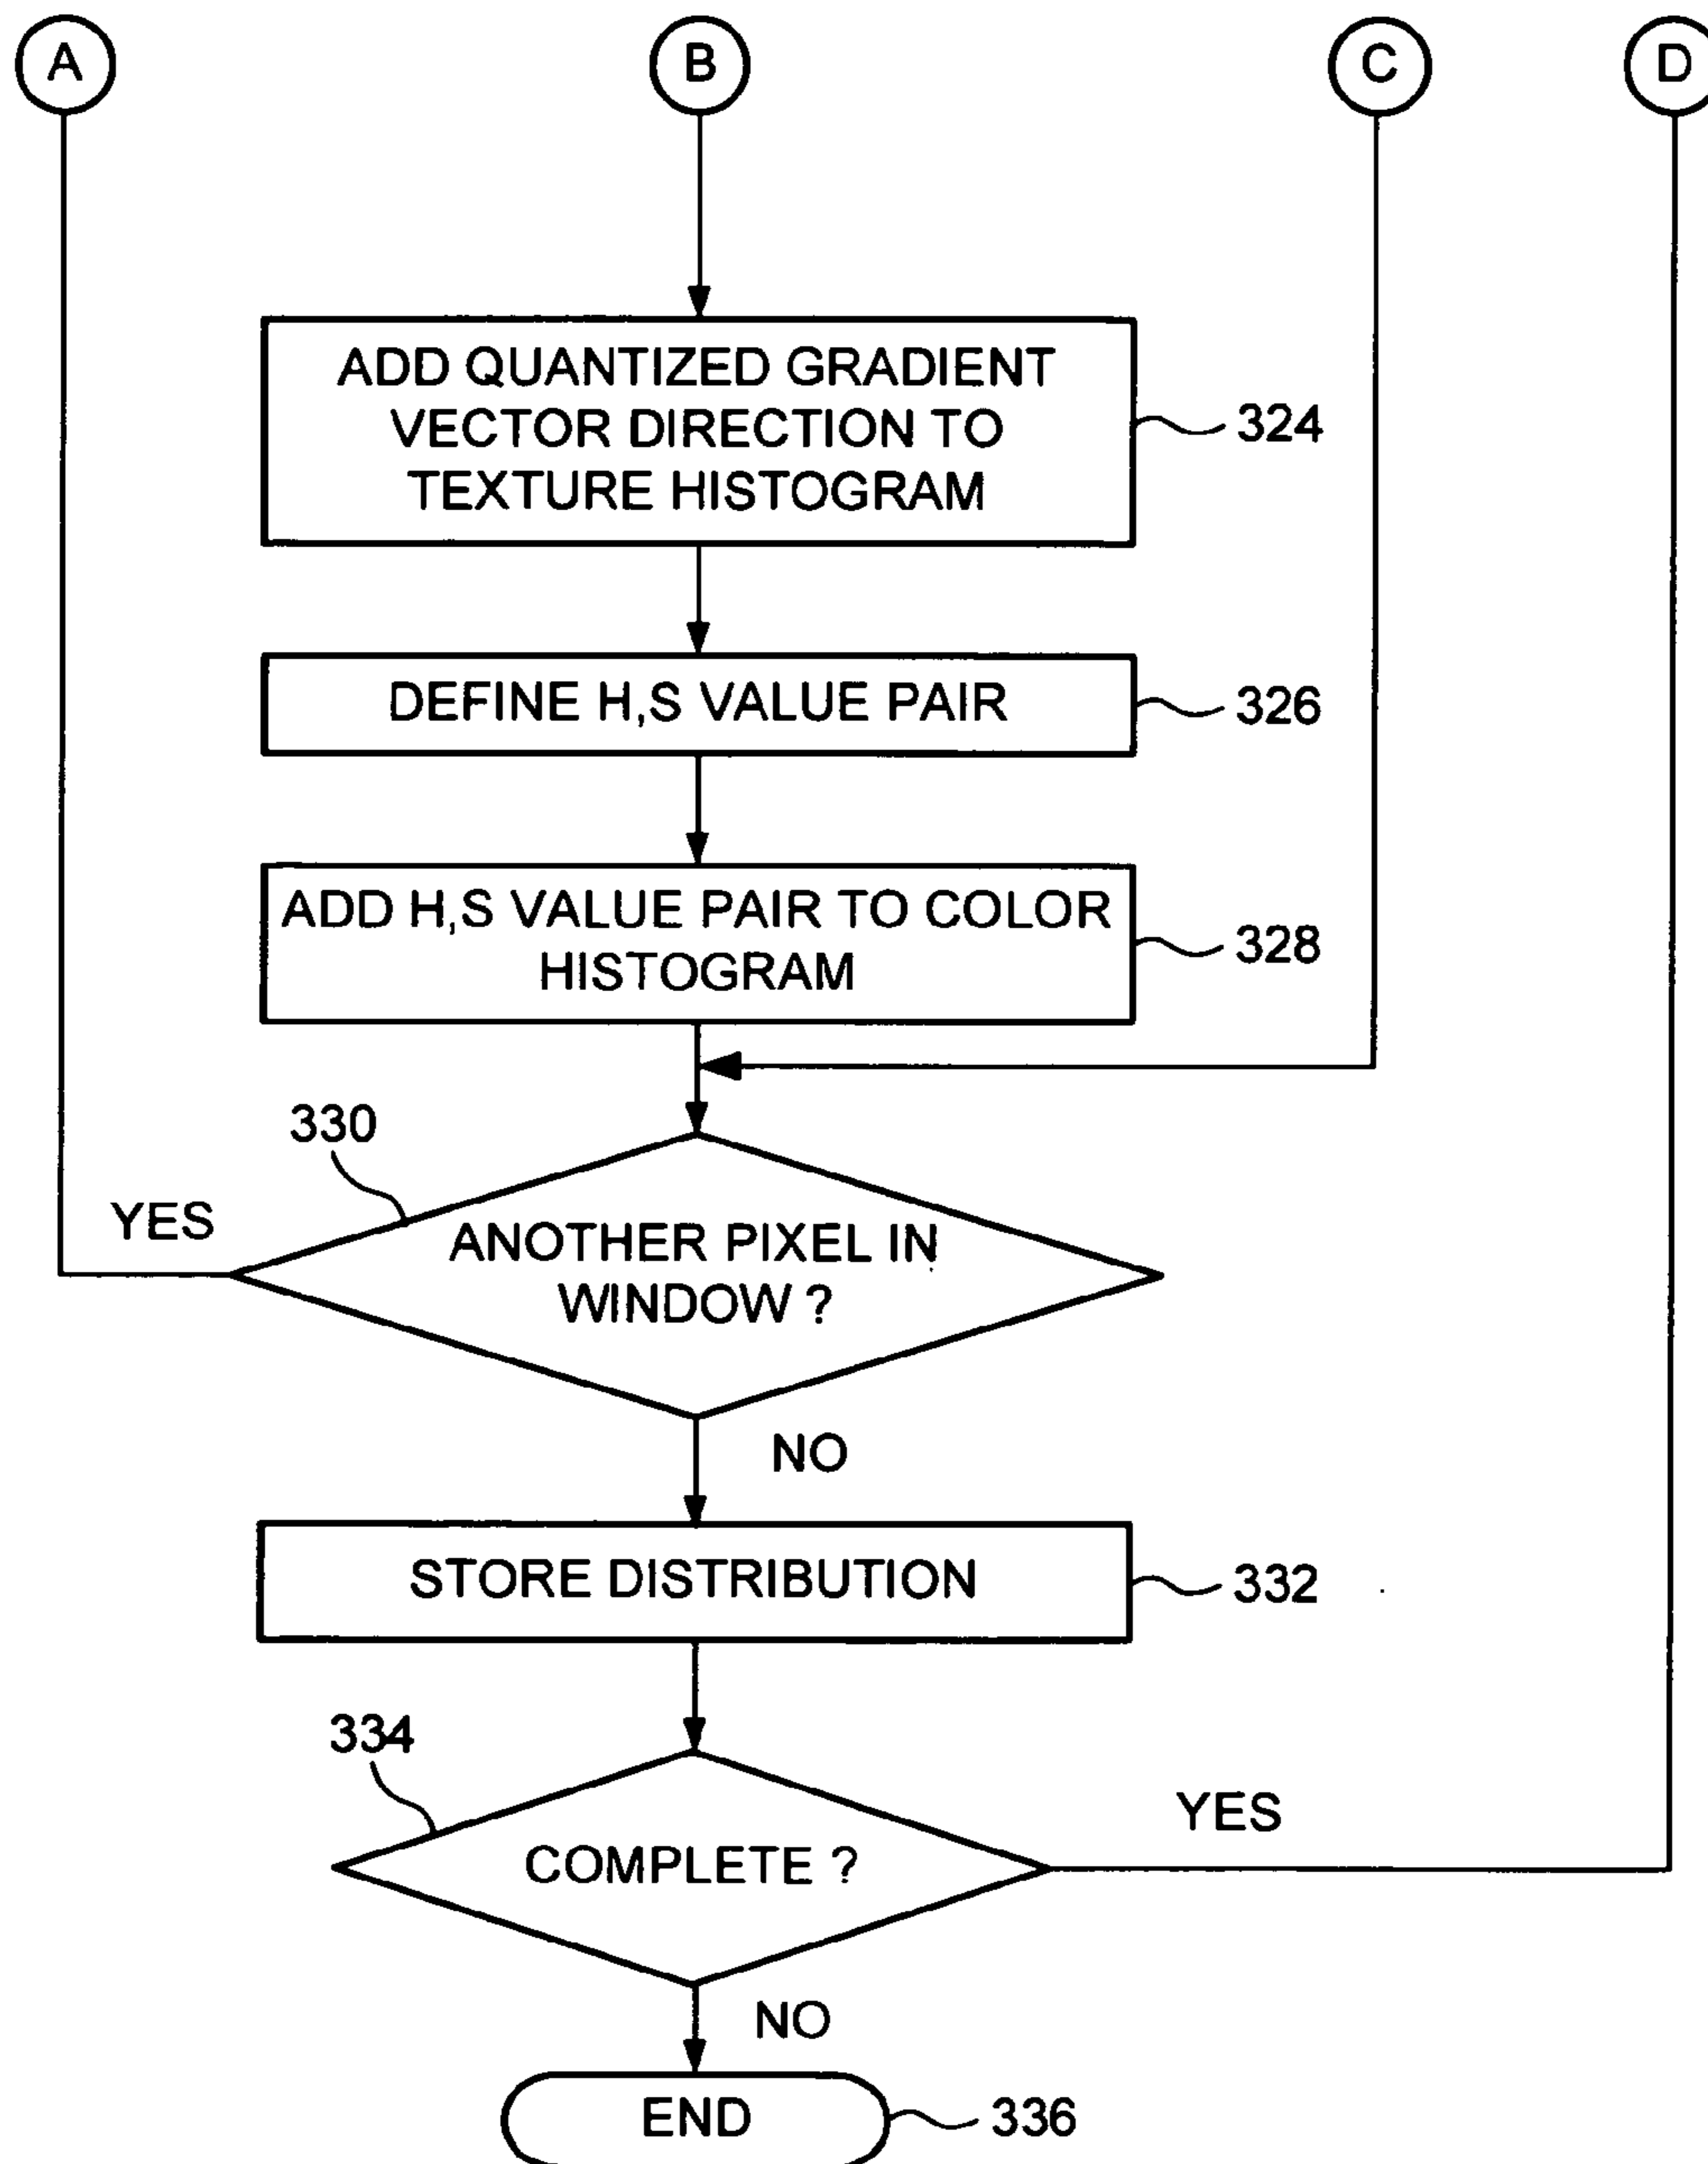 A
B
C
D
ADD QUANTIZED GRADIENT
VECTOR DIRECTION TO
TEXTURE HISTOGRAM
324
DEFINE H,S VALUE PAIR
326
ADD H,S VALUE PAIR TO COLOR
HISTOGRAM
328
330
YES
ANOTHER PIXEL IN
WINDOW ?
NO
STORE DISTRIBUTION
332
334
YES
COMPLETE ?
NO
END
336